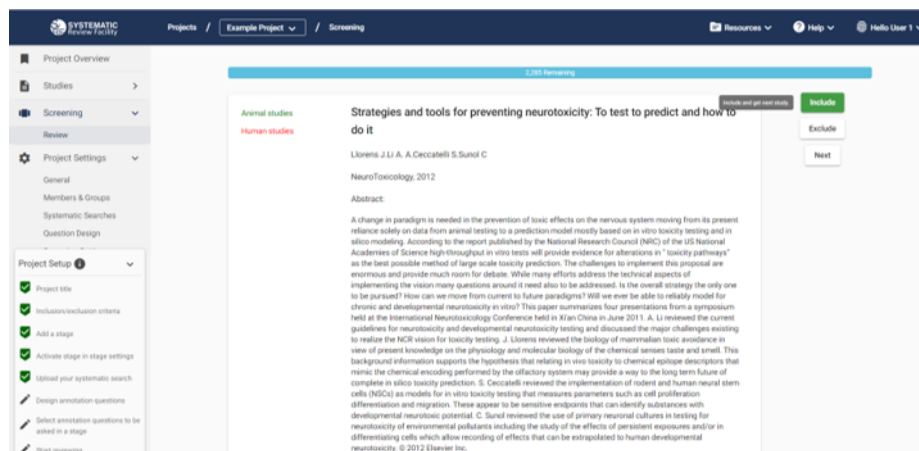 SYSTEMATIC
Review Facility
Projects / Example Project / Screening
Resources
Help
Hello User 1
Project Overview
Studies
Screening
Review
Project Settings
General
Members & Groups
Systematic Searches
Question Design
Project Setup
Project title
Inclusion/exclusion criteria
Add a stage
Activate stage in stage settings
Upload your systematic search
Design annotation questions
Select annotation questions to be
asked in a stage
Start reviewing
2,285 Remaining
Animal studies
Human studies
Strategies and tools for preventing neurotoxicity: To test to predict and how to
do it
Llorens J.Li A. A.Ceccatelli S.Sunol C
NeuroToxicology, 2012
Abstract:
A change in paradigm is needed in the prevention of toxic effects on the nervous system moving from its present
reliance solely on data from animal testing to a prediction model mostly based on in vitro toxicity testing and in
silico modeling. According to the report published by the National Research Council (NRC) of the US National
Academies of Science high-throughput in vitro tests will provide evidence for alterations in " toxicity pathways"
as the best possible method of large scale toxicity prediction. The challenges to implement this proposal are
enormous and provide much room for debate. While many efforts address the technical aspects of
implementing the vision many questions around it need also to be addressed. Is the overall strategy the only one
to be pursued? How can we move from current to future paradigms? Will we ever be able to reliably model for
chronic and developmental neurotoxicity in vitro? This paper summarizes four presentations from a symposium
held at the International Neurotoxicology Conference held in Xi'an China in June 2011. A. Li reviewed the current
guidelines for neurotoxicity and developmental neurotoxicity testing and discussed the major challenges existing
to realize the NCR vision for toxicity testing. J. Llorens reviewed the biology of mammalian toxic avoidance in
view of present knowledge on the physiology and molecular biology of the chemical senses taste and smell. This
background information supports the hypothesis that relating in vivo toxicity to chemical epitope descriptors that
mimic the chemical encoding performed by the olfactory system may provide a way to the long term future of
complete in silico toxicity prediction. S. Ceccatelli reviewed the implementation of rodent and human neural stem
cells (NSCs) as models for in vitro toxicity testing that measures parameters such as cell proliferation
differentiation and migration. These appear to be sensitive endpoints that can identify substances with
developmental neurotoxic potential. C. Sunol reviewed the use of primary neuronal cultures in testing for
neurotoxicity of environmental pollutants including the study of the effects of persistent exposures and/or in
differentiating cells which allow recording of effects that can be extrapolated to human developmental
neurotoxicity. © 2012 Elsevier Inc.
Include and get next study
Include
Exclude
Next